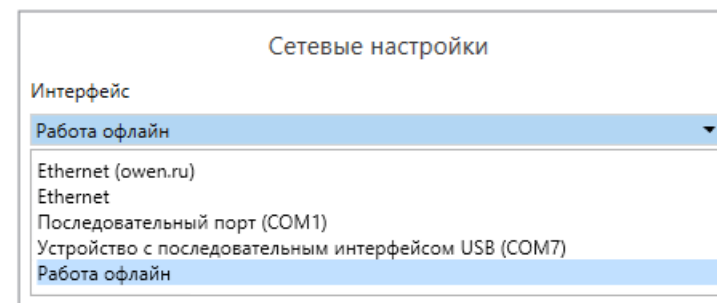 Сетевые настройки
Интерфейс
Работа офлайн
Ethernet (owen.ru)
Ethernet
Последовательный порт (COM1)
Устройство с последовательным интерфейсом USB (COM7)
Работа офлайн